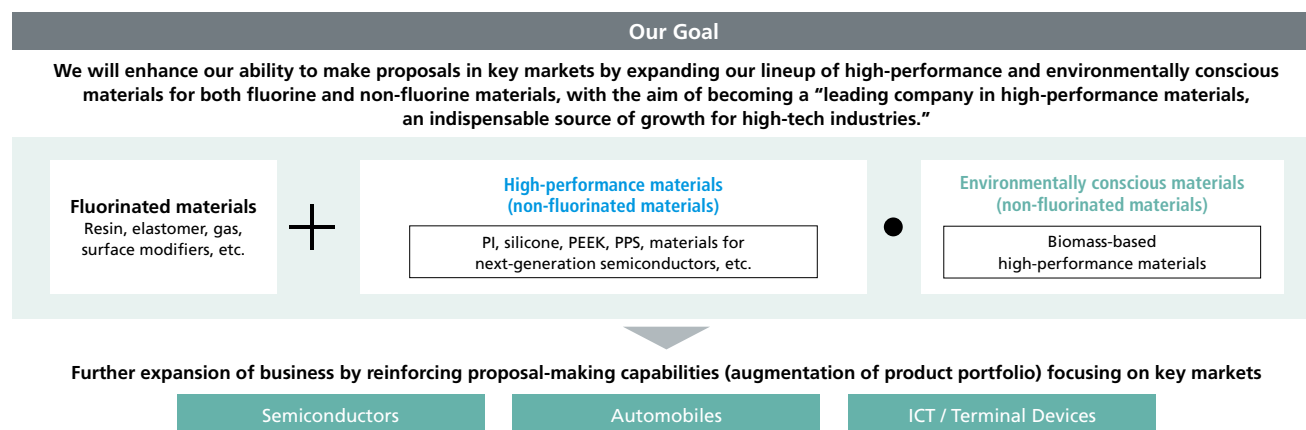 Our Goal
We will enhance our ability to make proposals in key markets by expanding our lineup of high-performance and environmentally conscious
materials for both fluorine and non-fluorine materials, with the aim of becoming a “leading company in high-performance materials,
an indispensable source of growth for high-tech industries.”
Fluorinated materials
Resin, elastomer, gas,
surface modifiers, etc.
+
High-performance materials
(non-fluorinated materials)
PI, silicone, PEEK, PPS, materials for
next-generation semiconductors, etc.
●
Environmentally conscious materials
(non-fluorinated materials)
Biomass-based
high-performance materials
Further expansion of business by reinforcing proposal-making capabilities (augmentation of product portfolio) focusing on key markets
Semiconductors
Automobiles
ICT / Terminal Devices